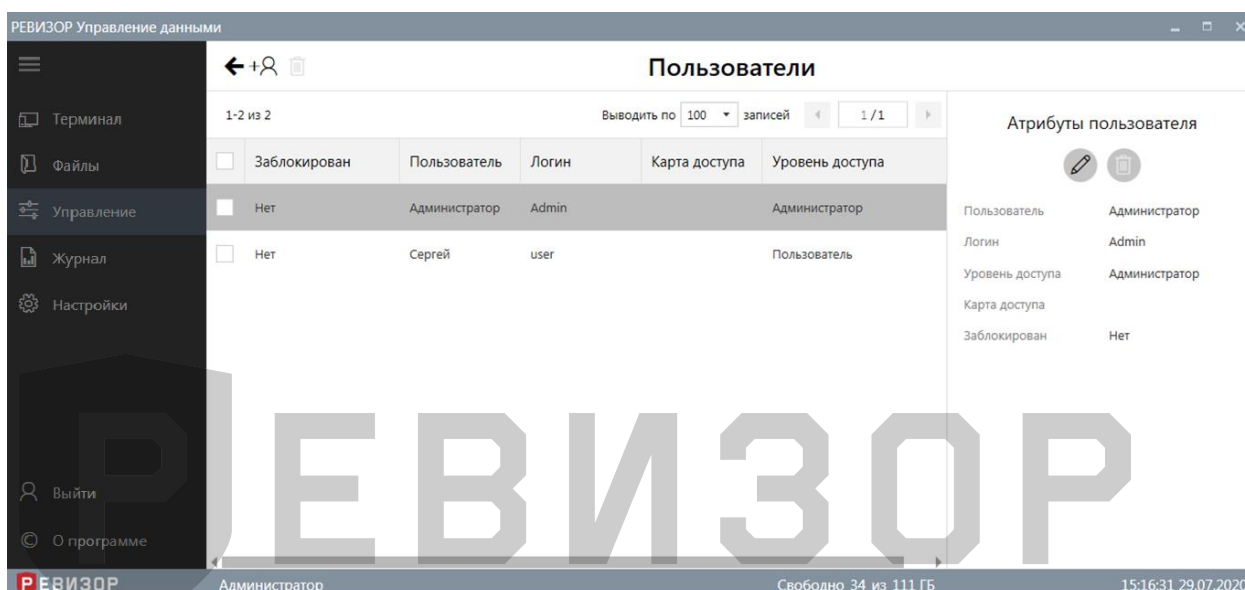 РЕВИЗОР Управление данными
Пользователи
Терминал
Файлы
Управление
Журнал
Настройки
Выйти
© О программе
1-2 из 2 Выводить по 100 записей 1 /1
Заблокирован Пользователь Логин Карта доступа Уровень доступа
Нет Администратор Admin Администратор
Нет Сергей user Пользователь
Атрибуты пользователя
Пользователь Администратор
Логин Admin
Уровень доступа Администратор
Карта доступа
Заблокирован Нет
РЕВИЗОР
РЕВИЗОР Администратор Свободно 34 из 111 ГБ 15:16:31 29.07.2020